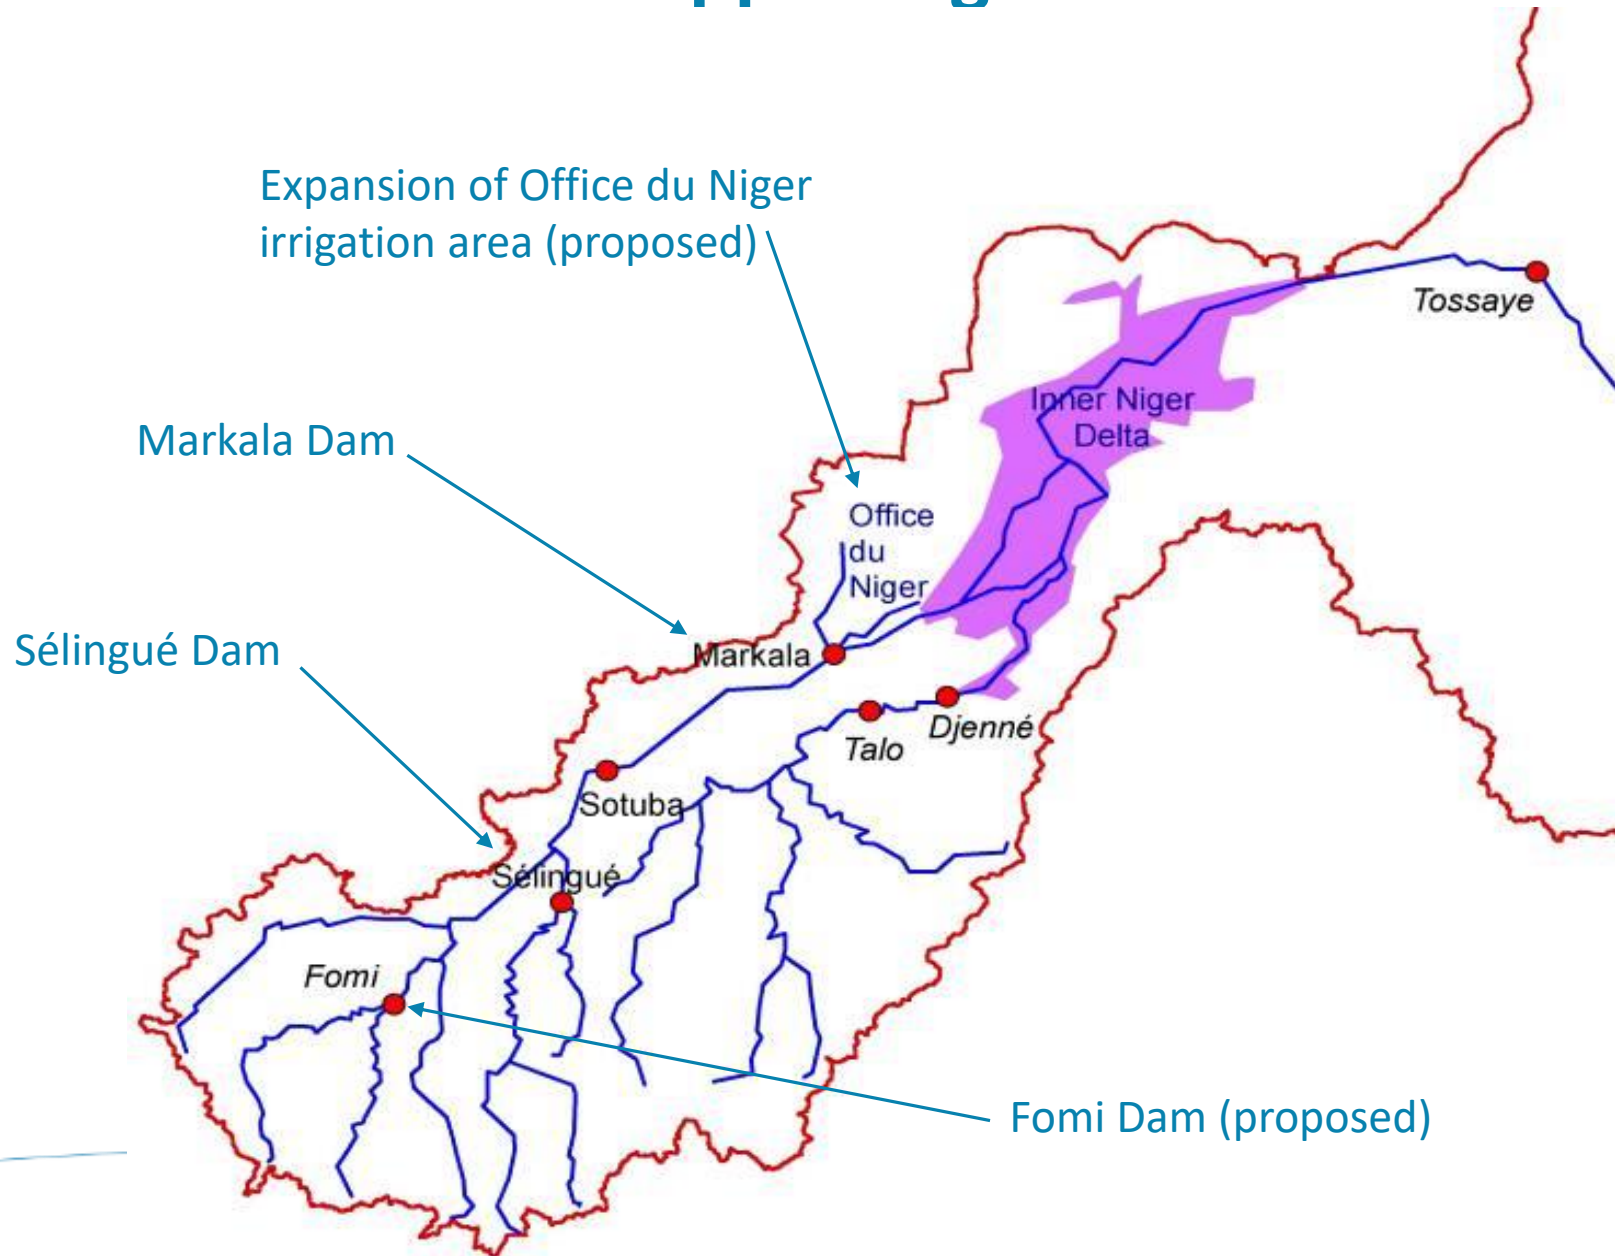 Expansion of Office du Niger
irrigation area (proposed)
Tossaye
Inner Niger
Delta
Markala Dam
Office
du
Niger
Sélingué Dam
Markala
Djenné
Talo
Sotuba
Sélingué
Fomi
Fomi Dam (proposed)